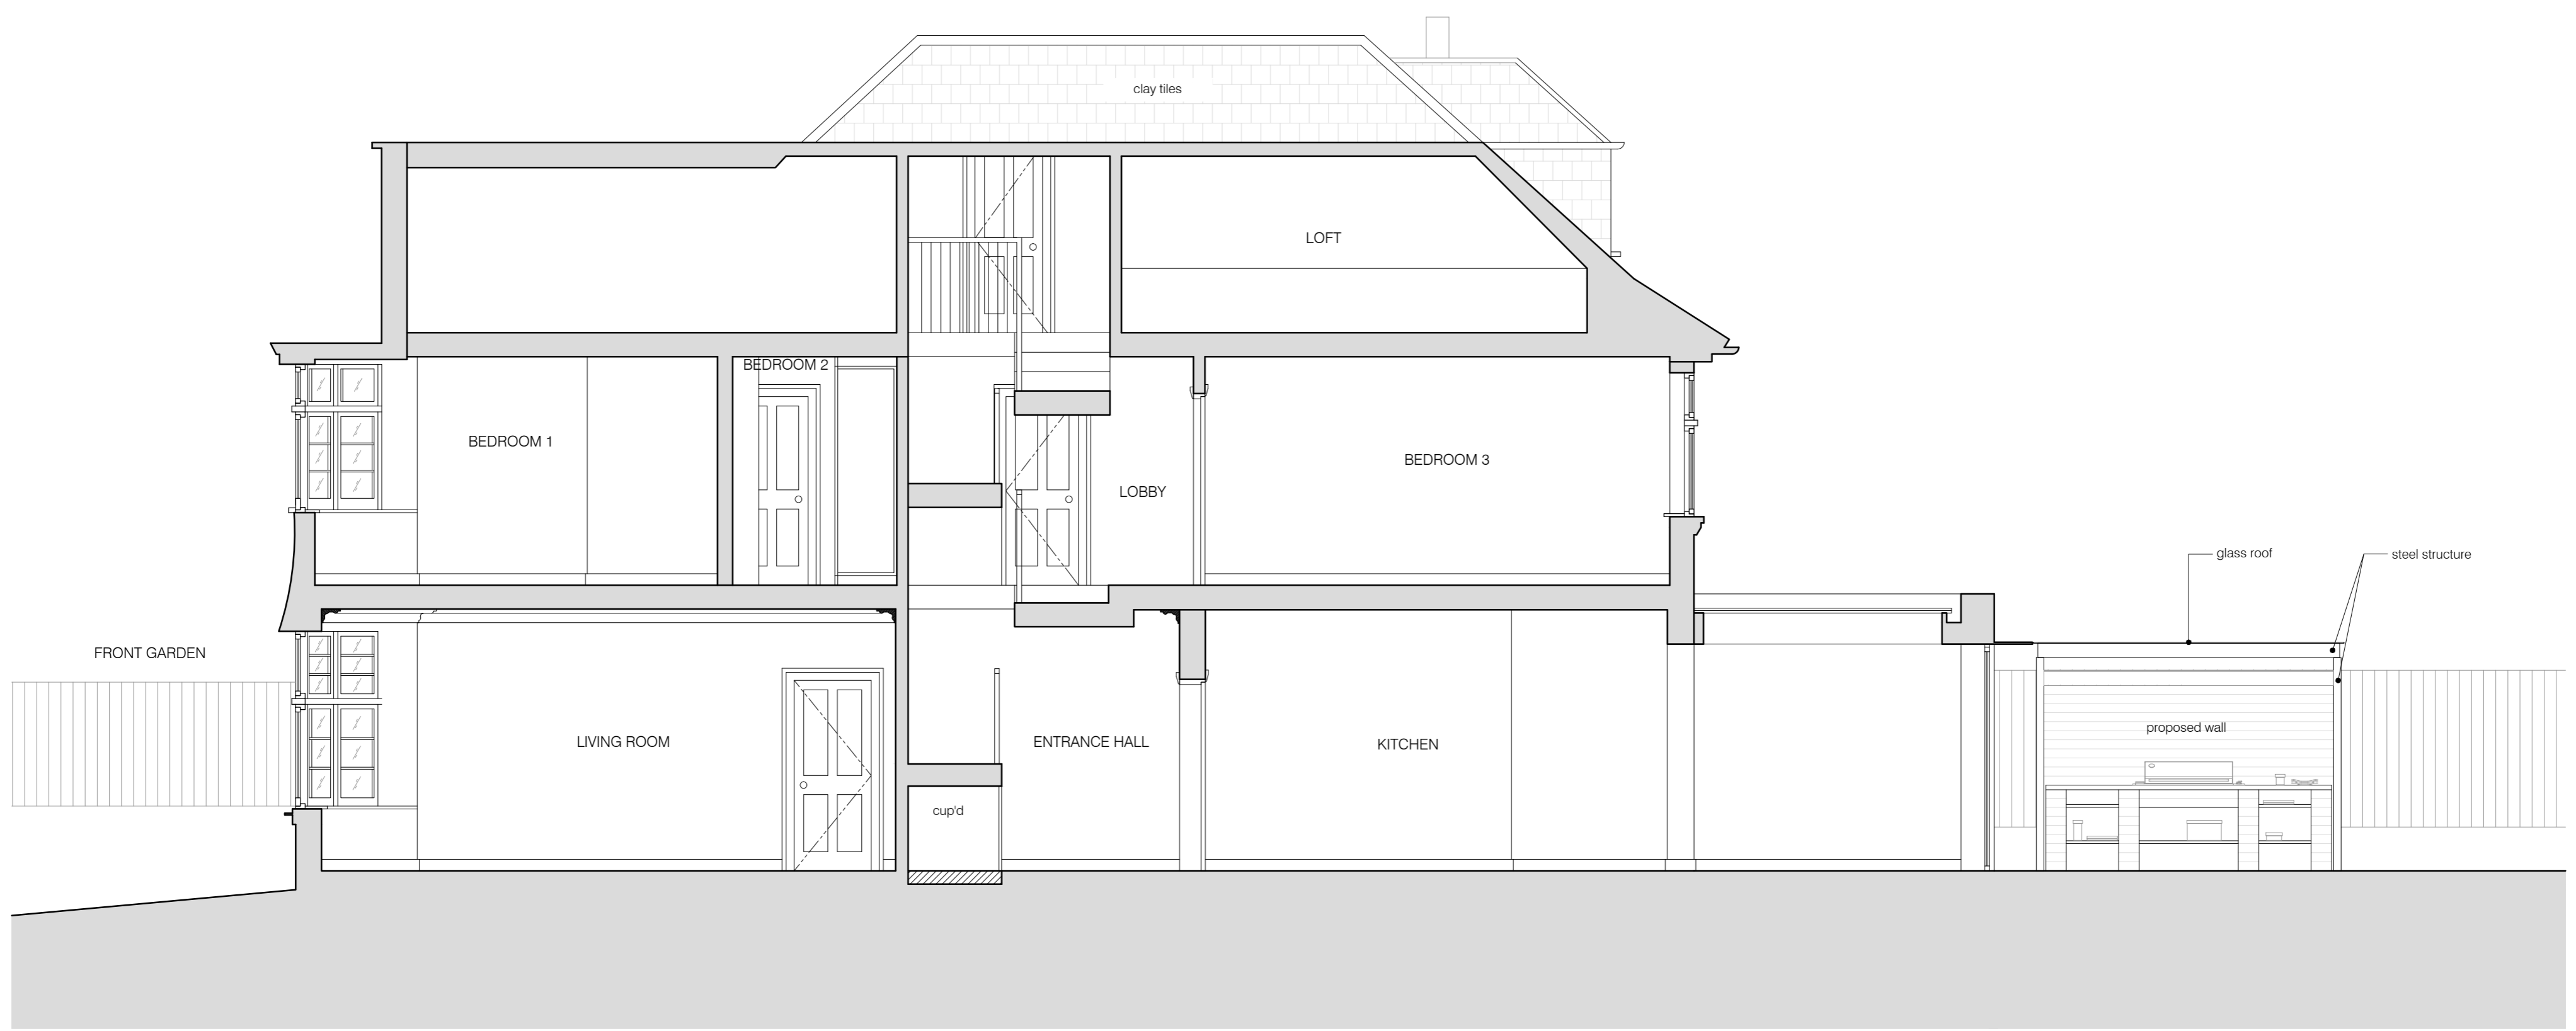 clay tiles
LOFT
BEDROOM 2
BEDROOM 1
BEDROOM 3
LOBBY
glass roof
steel structure
FRONT GARDEN
proposed wall
LIVING ROOM
ENTRANCE HALL
KITCHEN
cup'd